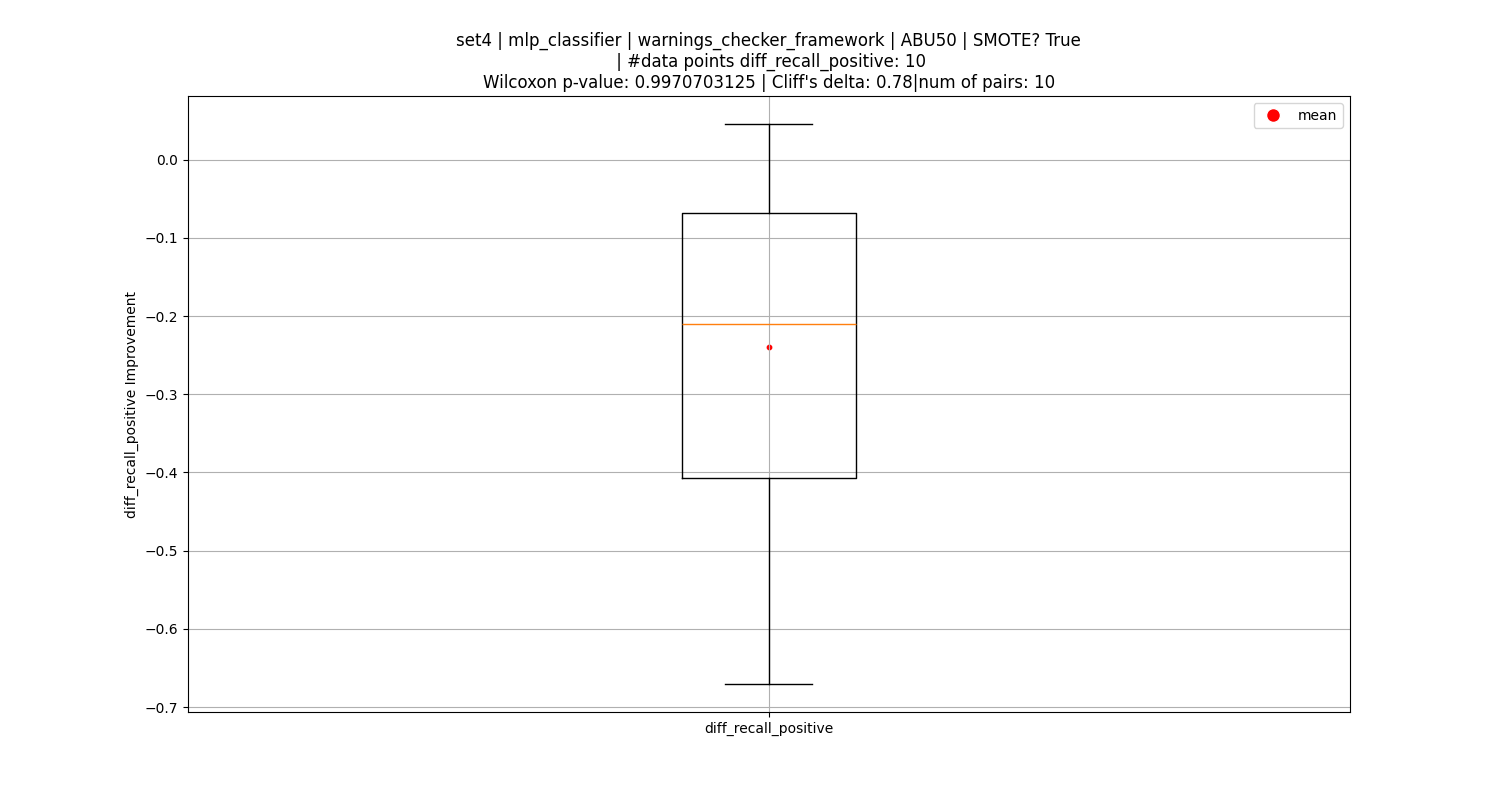 set4 | mlp_classifier | warnings_checker_framework | ABU50 | SMOTE? True
| #data points diff_recall_positive: 10
Wilcoxon p-value: 0.9970703125 | Cliff's delta: 0.78|num of pairs: 10
mean
0.0
−0.1
−0.2
−0.3
−0.4
−0.5
−0.6
−0.7
diff_recall_positive Improvement
diff_recall_positive